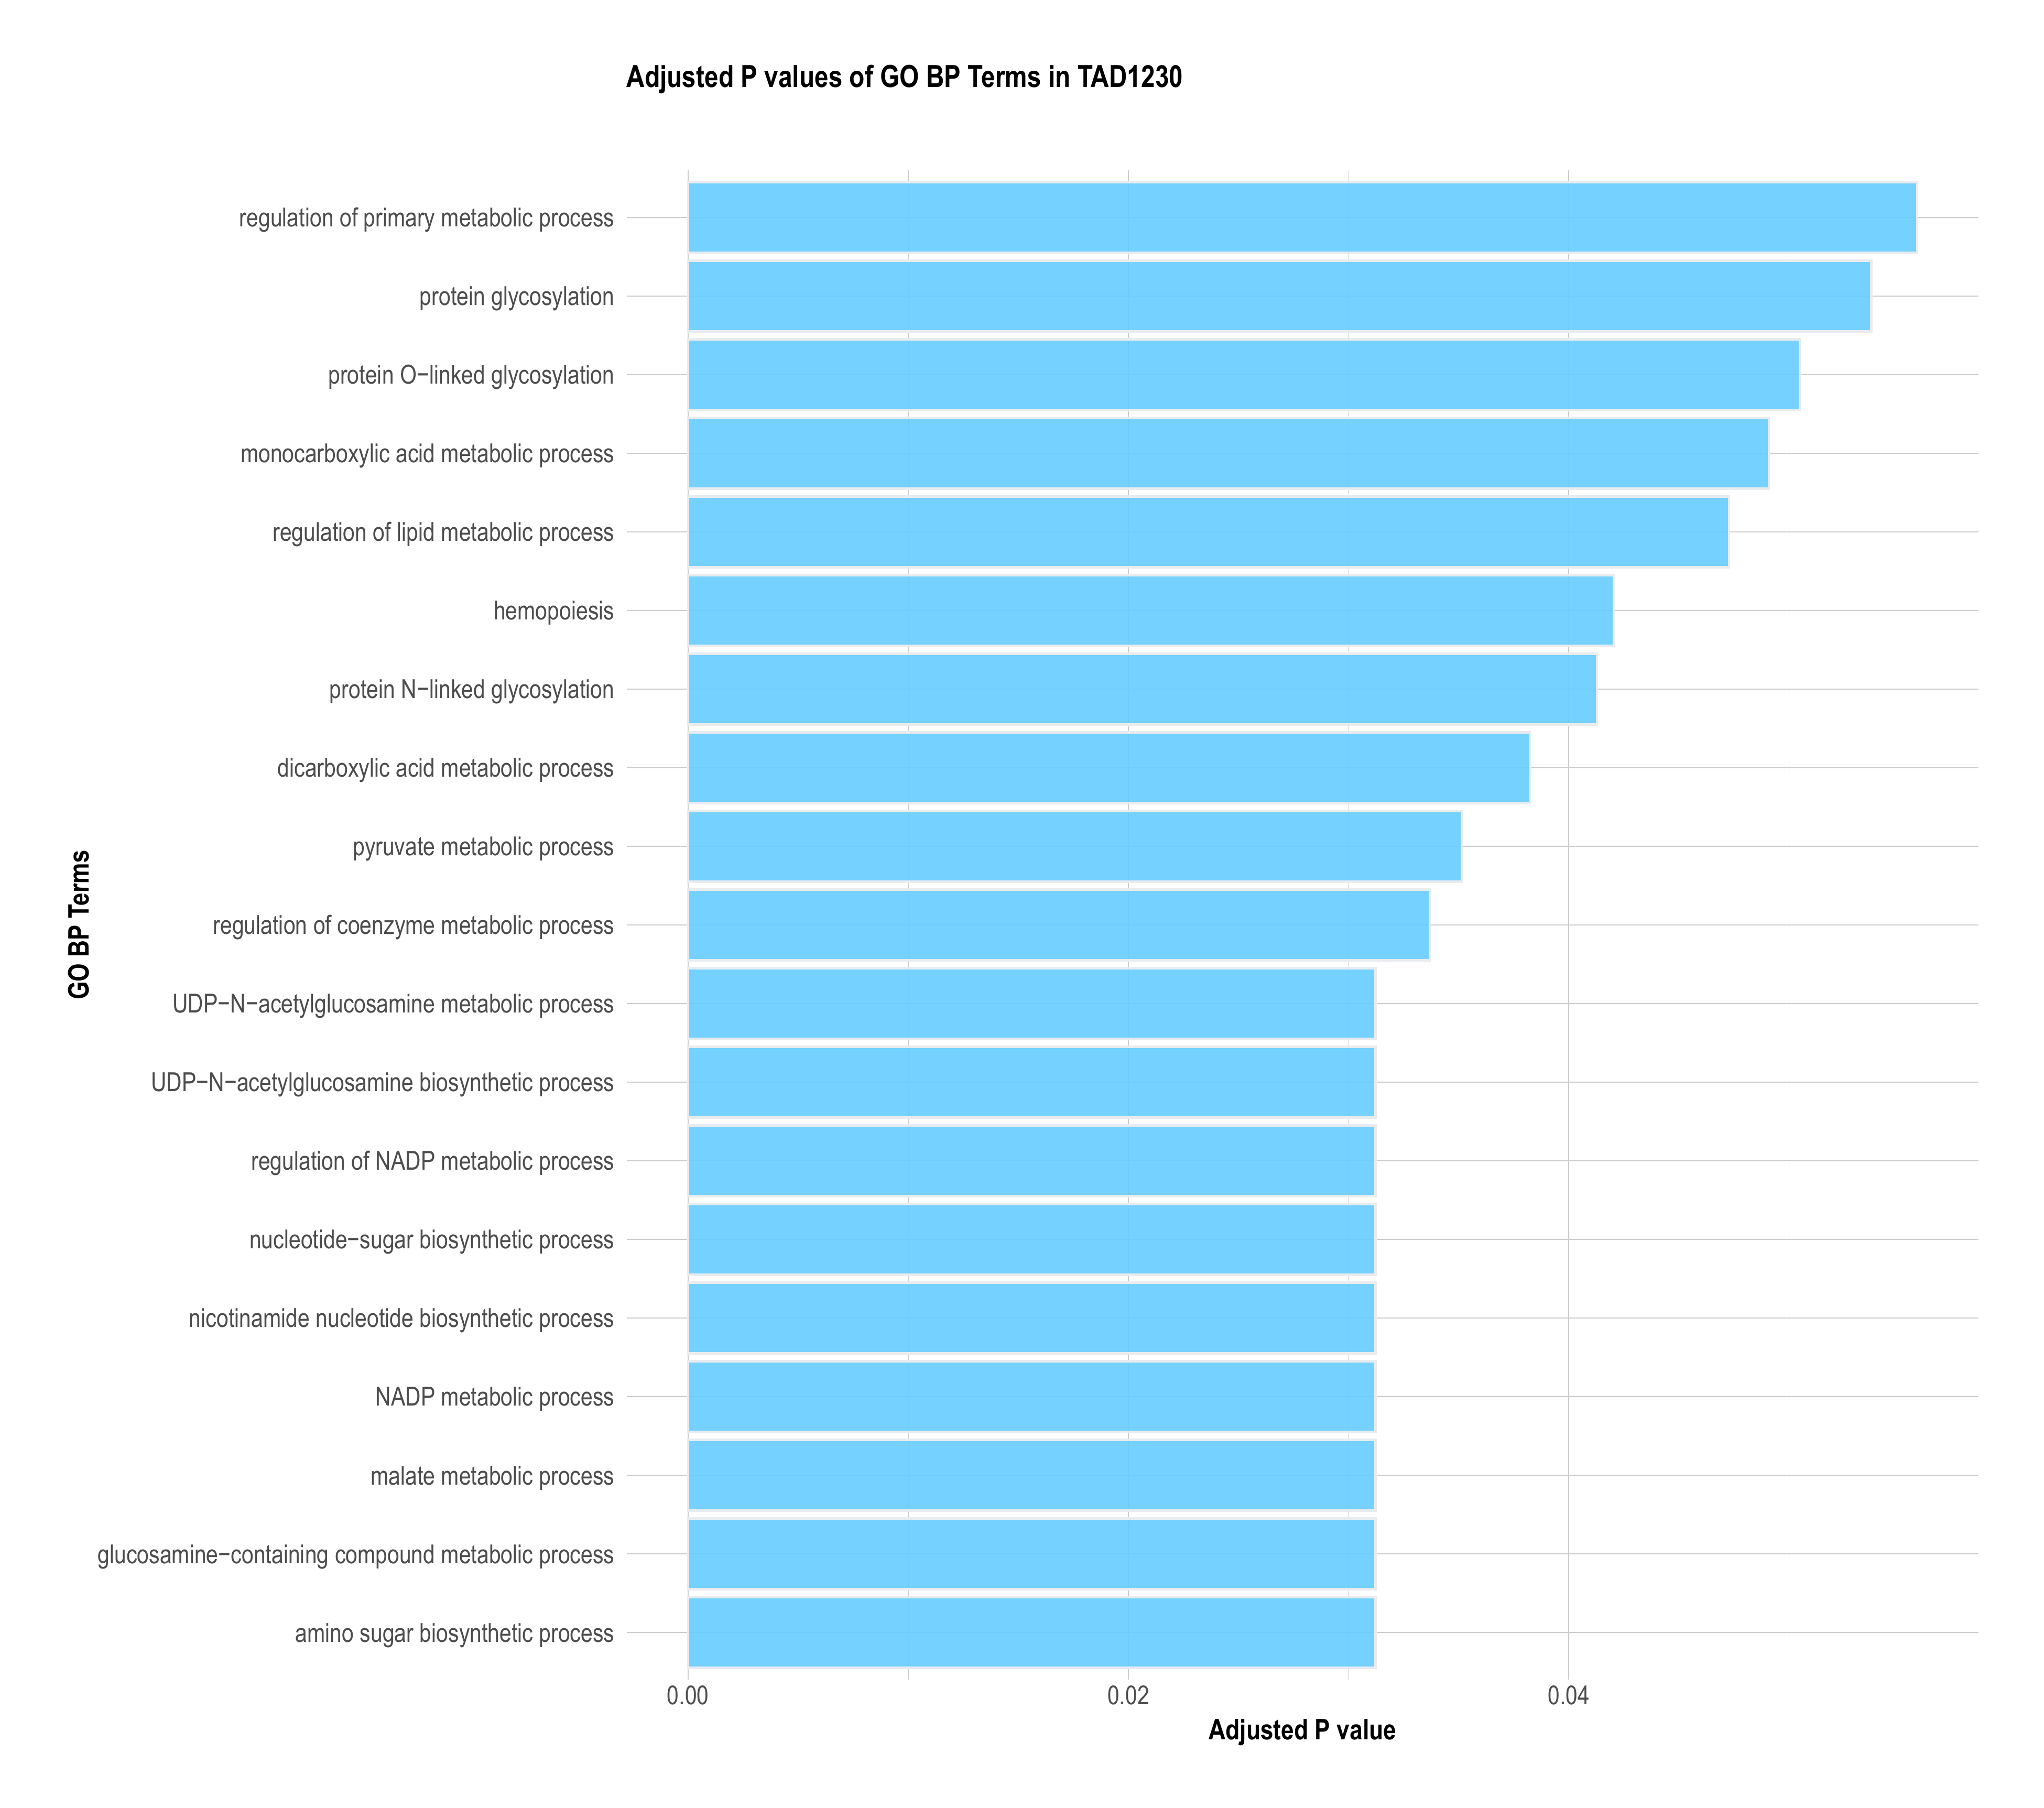 Adjusted P values of GO BP Terms in TAD1230
regulation of primary metabolic process
protein glycosylation
protein O−linked glycosylation
monocarboxylic acid metabolic process
regulation of lipid metabolic process
hemopoiesis
protein N−linked glycosylation
dicarboxylic acid metabolic process
pyruvate metabolic process
regulation of coenzyme metabolic process
UDP−N−acetylglucosamine metabolic process
UDP−N−acetylglucosamine biosynthetic process
regulation of NADP metabolic process
nucleotide−sugar biosynthetic process
nicotinamide nucleotide biosynthetic process
NADP metabolic process
malate metabolic process
glucosamine−containing compound metabolic process
amino sugar biosynthetic process
GO BP Terms
0.00 0.02 0.04
Adjusted P value